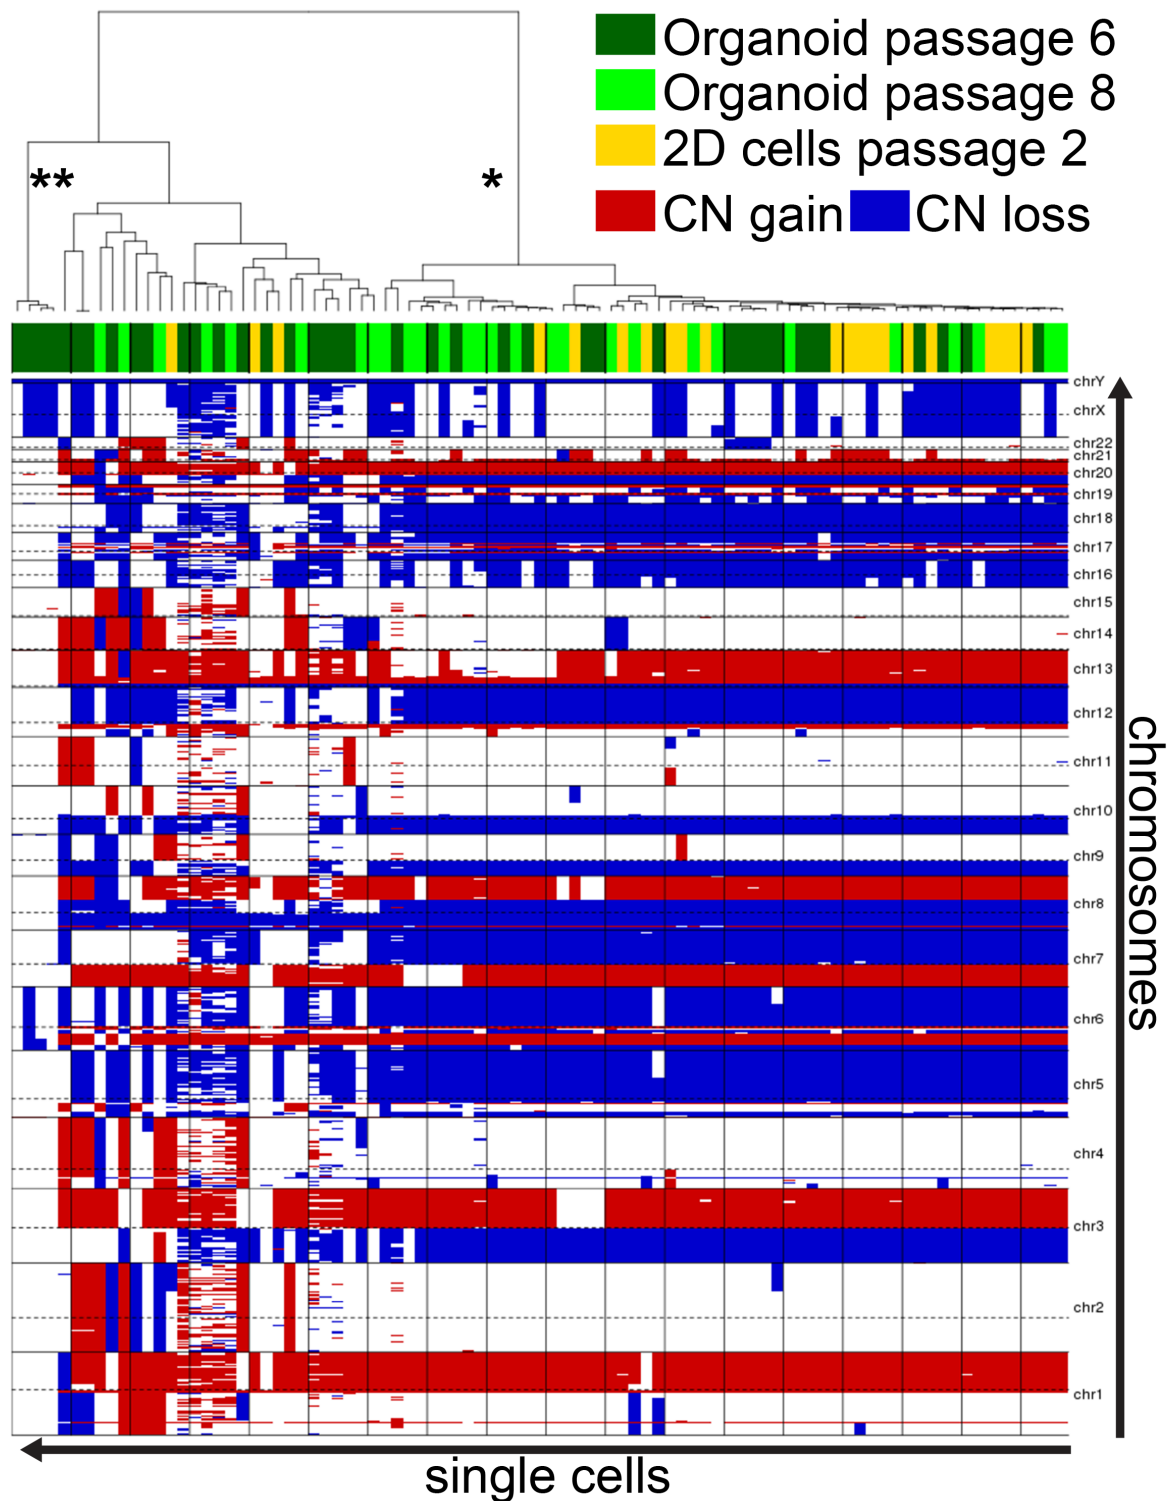 Organoid passage 6
Organoid passage 8
2D cells passage 2
CN gain CN loss
**
*
chrY
chrX
chr22
chr21
chr20
chr19
chr18
chr17
chr16
chr15
chr14
chr13
chr12
chr11
chr10
chr9
chr8
chr7
chr6
chr5
chr4
chr3
chr2
chr1
chromosomes
single cells